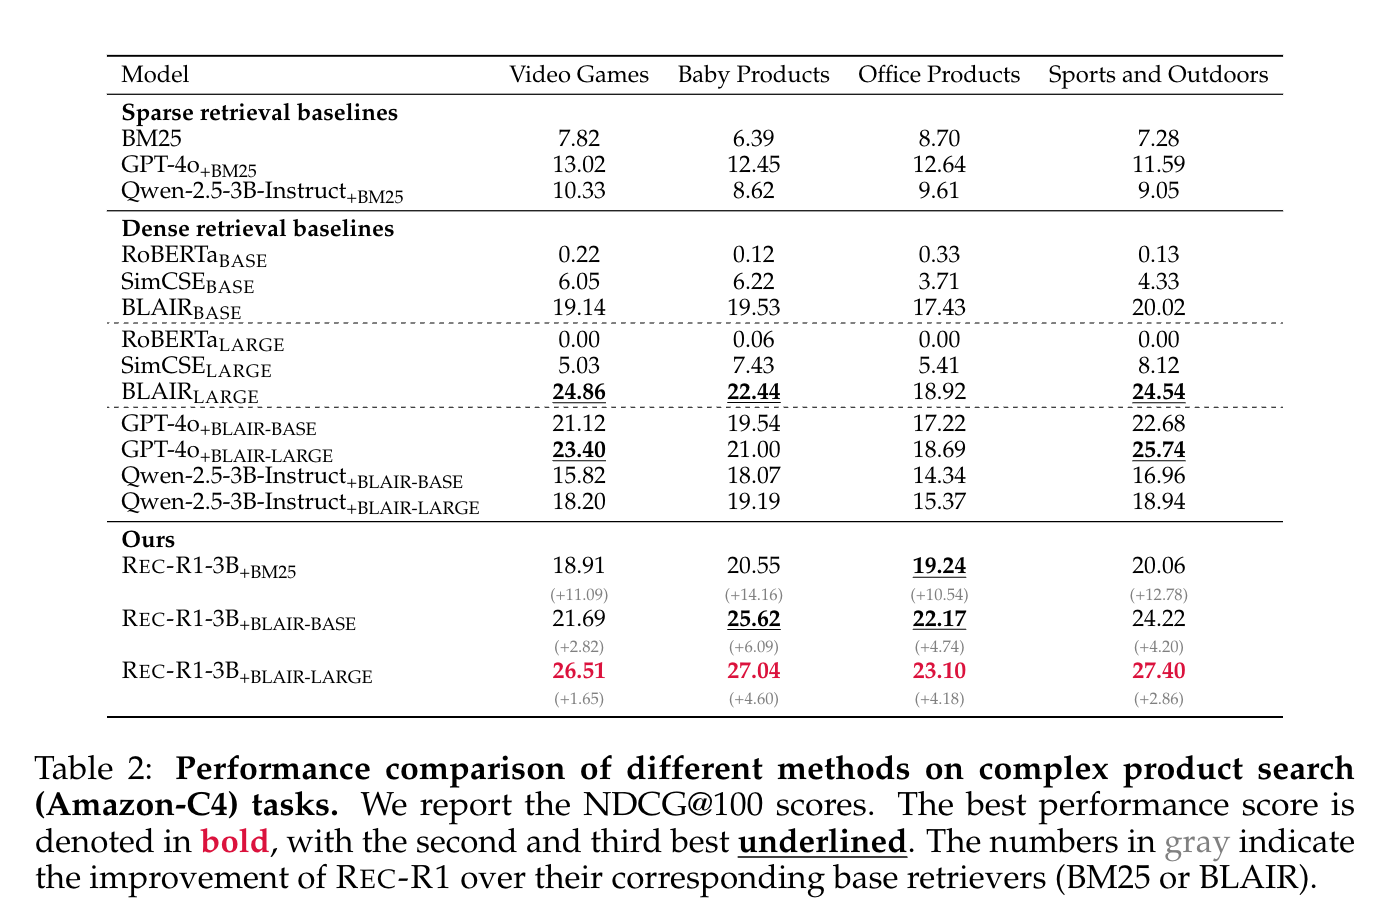 Model Video Games Baby Products Office Products Sports and Outdoors
Sparse retrieval baselines
BM25 7.82 6.39 8.70 7.28
GPT-4o+BM25 13.02 12.45 12.64 11.59
Qwen-2.5-3B-Instruct+BM25 10.33 8.62 9.61 9.05
Dense retrieval baselines
RoBERTaBASE 0.22 0.12 0.33 0.13
SimCSEBASE 6.05 6.22 3.71 4.33
BLAIRBASE 19.14 19.53 17.43 20.02
RoBERTaLARGE 0.00 0.06 0.00 0.00
SimCSELARGE 5.03 7.43 5.41 8.12
BLAIRLARGE 24.86 22.44 18.92 24.54
GPT-4o+BLAIR-BASE 21.12 19.54 17.22 22.68
GPT-4o+BLAIR-LARGE 23.40 21.00 18.69 25.74
Qwen-2.5-3B-Instruct+BLAIR-BASE 15.82 18.07 14.34 16.96
Qwen-2.5-3B-Instruct+BLAIR-LARGE 18.20 19.19 15.37 18.94
Ours
REC-R1-3B+BM25 18.91 20.55 19.24 20.06
(+11.09) (+14.16) (+10.54) (+12.78)
REC-R1-3B+BLAIR-BASE 21.69 25.62 22.17 24.22
(+2.82) (+6.09) (+4.74) (+4.20)
REC-R1-3B+BLAIR-LARGE 26.51 27.04 23.10 27.40
(+1.65) (+4.60) (+4.18) (+2.86)
Table 2: Performance comparison of different methods on complex product search
(Amazon-C4) tasks. We report the NDCG@100 scores. The best performance score is
denoted in bold, with the second and third best underlined. The numbers in gray indicate
the improvement of REC-R1 over their corresponding base retrievers (BM25 or BLAIR).